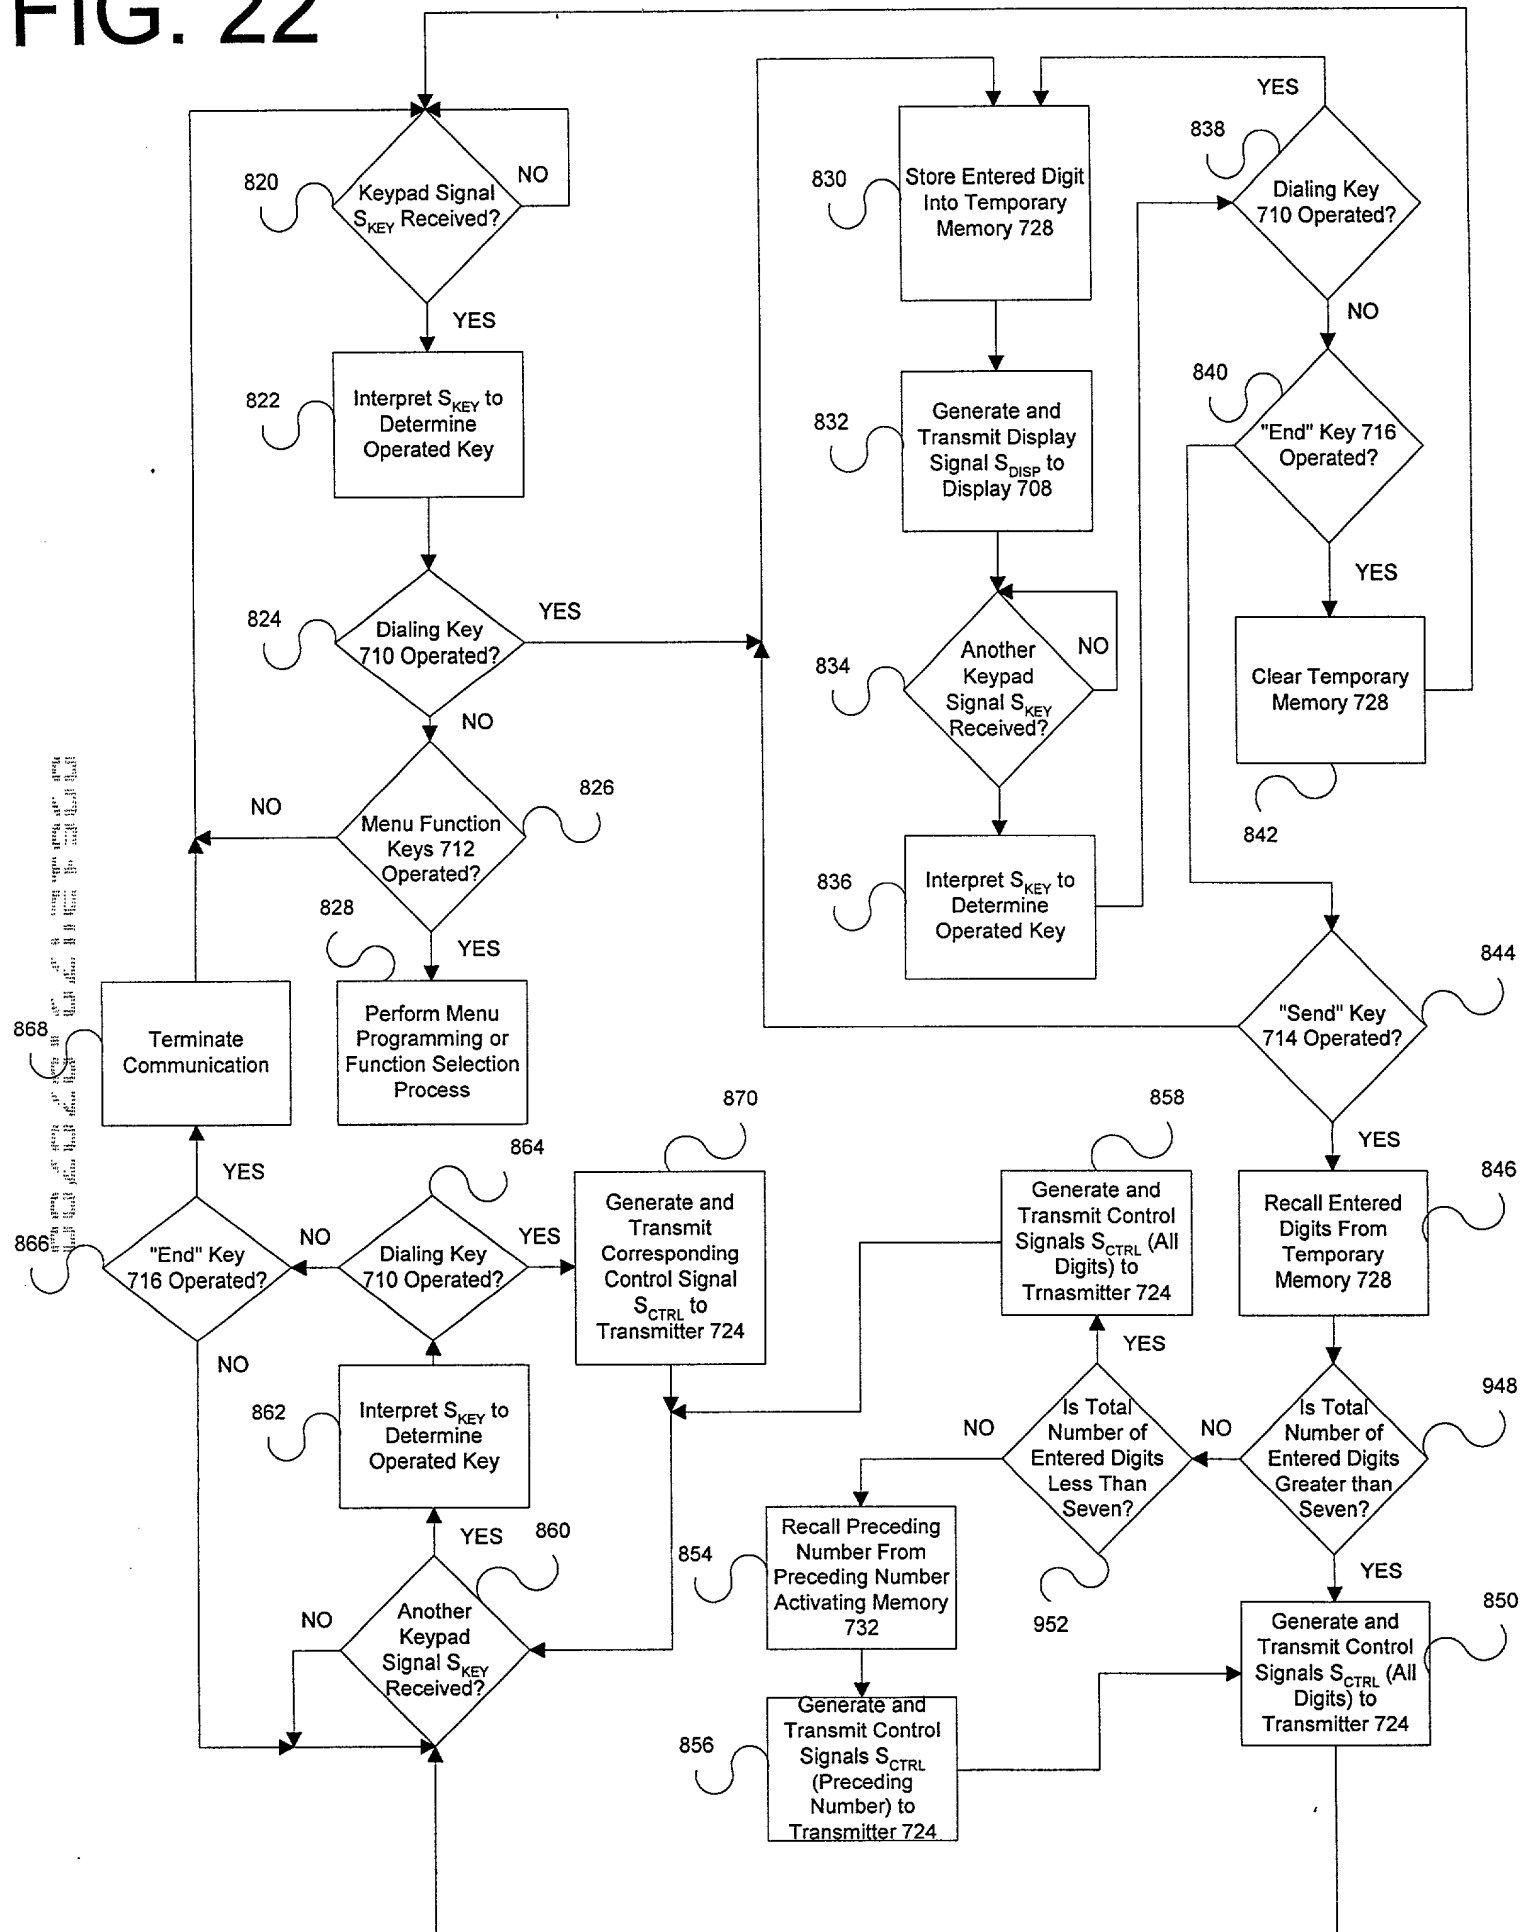 FIG. 22
820
Keypad Signal
SKEY Received?
NO
YES
822
Interpret SKEY to
Determine
Operated Key
824
Dialing Key
710 Operated?
YES
NO
826
Menu Function
Keys 712
Operated?
NO
YES
828
Perform Menu
Programming or
Function Selection
Process
830
Store Entered Digit
Into Temporary
Memory 728
832
Generate and
Transmit Display
Signal SDISP to
Display 708
834
Another
Keypad
Signal SKEY
Received?
NO
836
Interpret SKEY to
Determine
Operated Key
838
Dialing Key
710 Operated?
YES
NO
840
"End" Key 716
Operated?
YES
Clear Temporary
Memory 728
842
844
"Send" Key
714 Operated?
YES
846
Recall Entered
Digits From
Temporary
Memory 728
948
Is Total
Number of
Entered Digits
Greater than
Seven?
NO
YES
850
Generate and
Transmit Control
Signals SCTRL (All
Digits) to
Transmitter 724
952
Is Total
Number of
Entered Digits
Less Than
Seven?
YES
NO
858
Generate and
Transmit Control
Signals SCTRL (All
Digits) to
Trnasmitter 724
854
Recall Preceding
Number From
Preceding Number
Activating Memory
732
856
Generate and
Transmit Control
Signals SCTRL
(Preceding
Number) to
Transmitter 724
860
Another
Keypad
Signal SKEY
Received?
NO
YES
862
Interpret SKEY to
Determine
Operated Key
864
Dialing Key
710 Operated?
NO
YES
870
Generate and
Transmit
Corresponding
Control Signal
SCTRL to
Transmitter 724
866
"End" Key
716 Operated?
YES
NO
868
Terminate
Communication